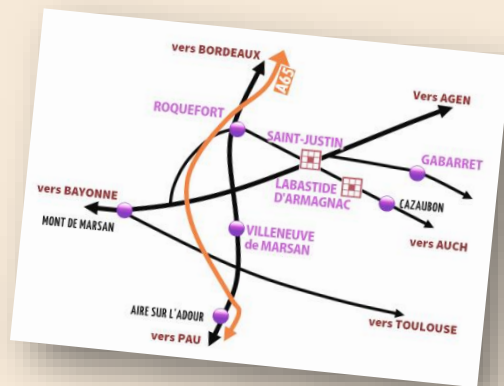 vers BORDEAUX
A65
Vers AGEN
ROQUEFORT
SAINT-JUSTIN
GABARRET
LABASTIDE
D'ARMAGNAC
vers BAYONNE
MONT DE MARSAN
CAZAUBON
VILLENEUVE
de MARSAN
vers AUCH
AIRE SUR L'ADOUR
vers PAU
vers TOULOUSE